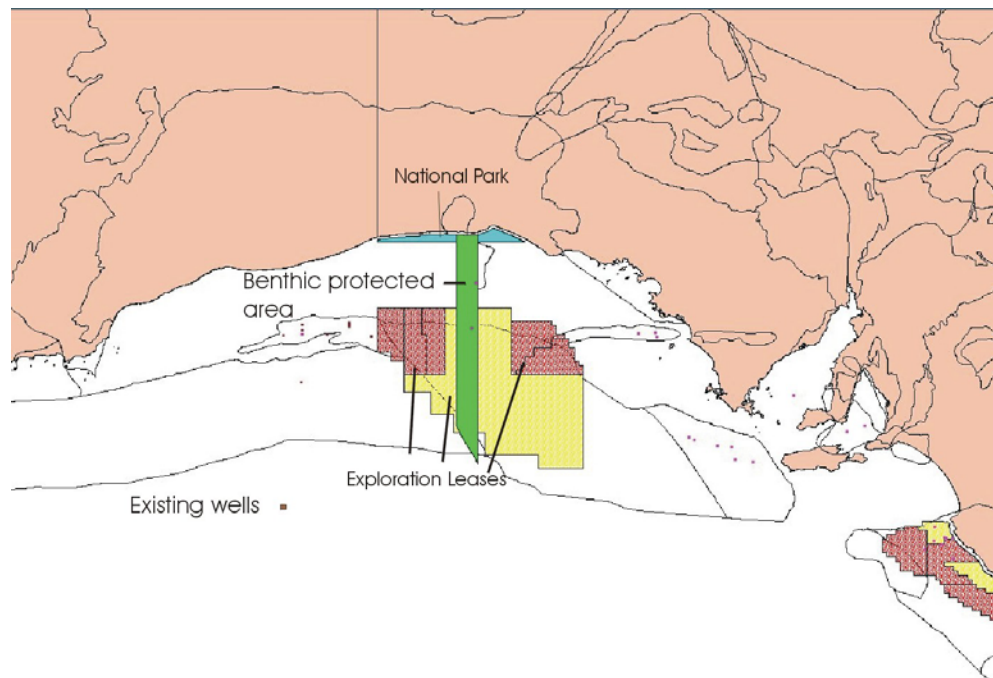 National Park
Benthic protected
area
Exploration Leases
Existing wells